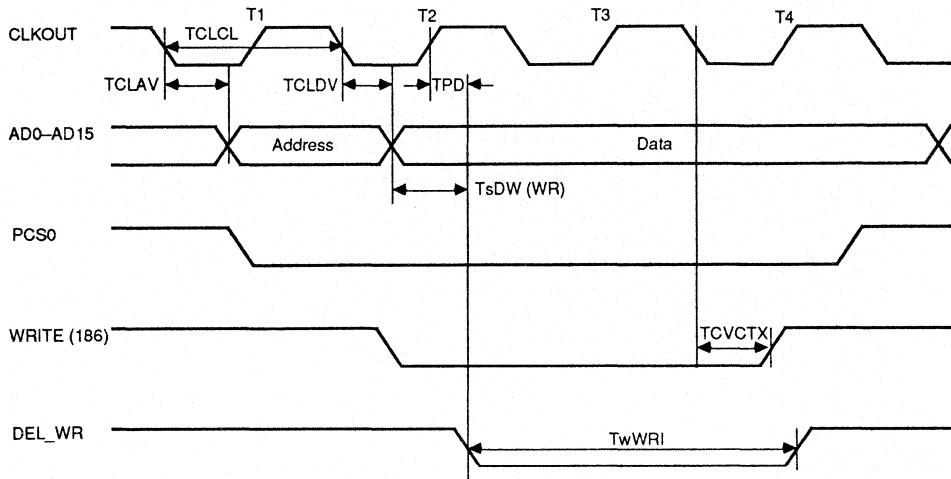 T1 T2 T3 T4
CLKOUT
TCLCL
TCLAV TCLDV TPD
AD0–AD15
Address Data
TsDW (WR)
PCS0
WRITE (186)
TCVCTX
DEL_WR
TwWRI